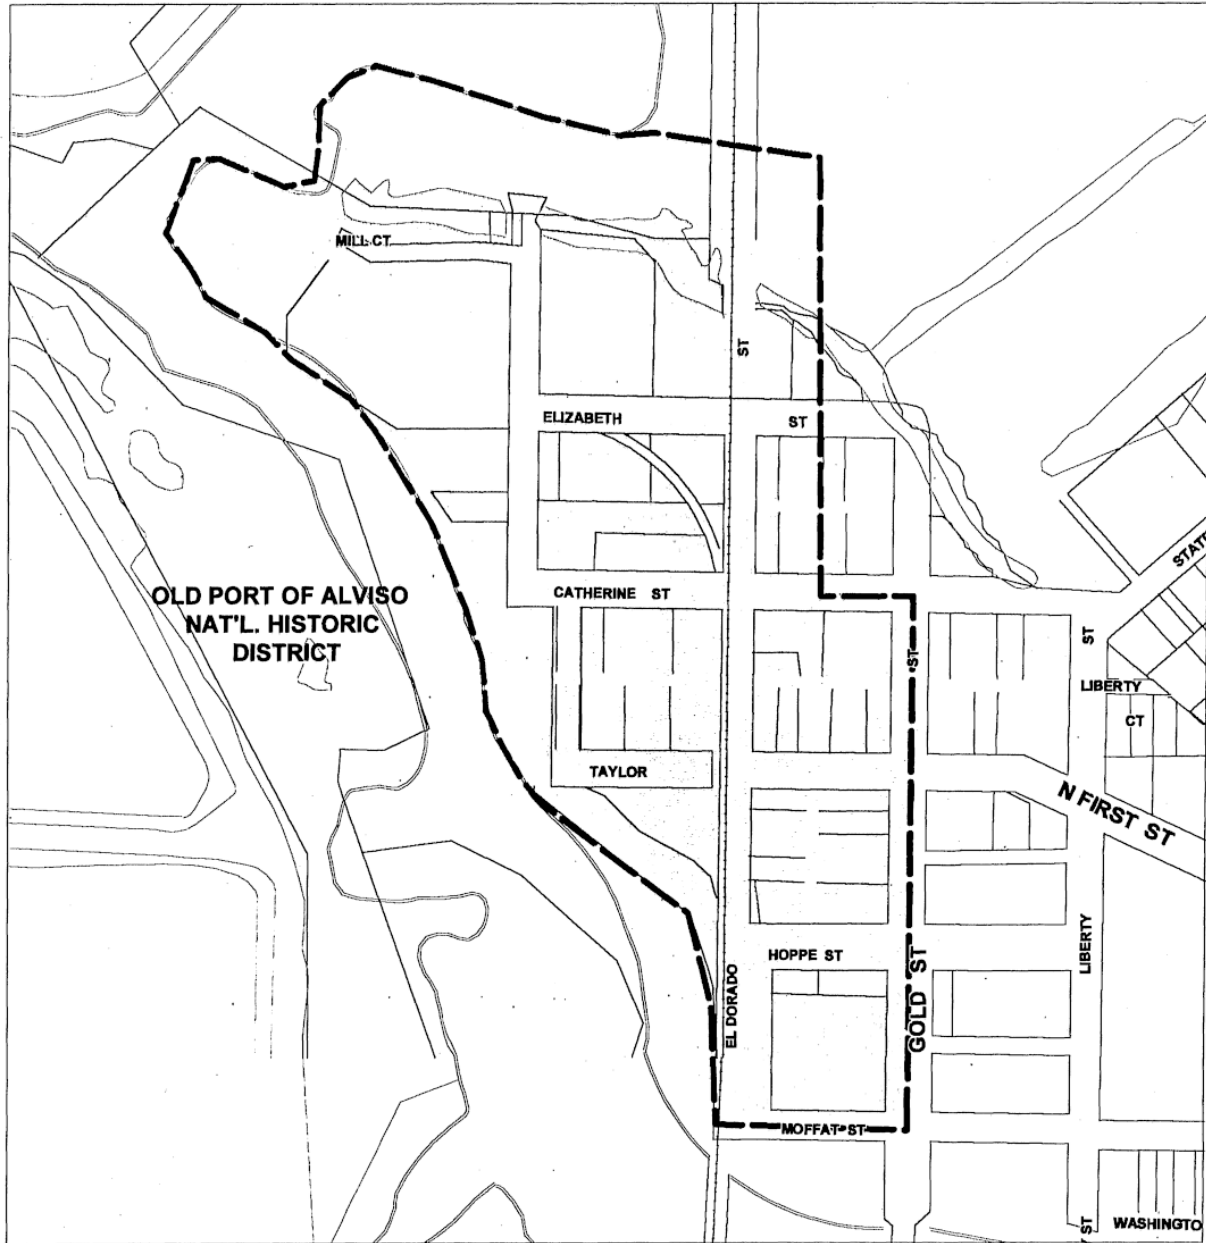 MILL CT
ST
ELIZABETH ST
STATE
OLD PORT OF ALVISO
NAT'L. HISTORIC
DISTRICT
CATHERINE ST
ST
ST
LIBERTY
CT
TAYLOR
N FIRST ST
HOPPE ST
LIBERTY
EL DORADO
GOLD ST
MOFFAT ST
ST
WASHINGTO